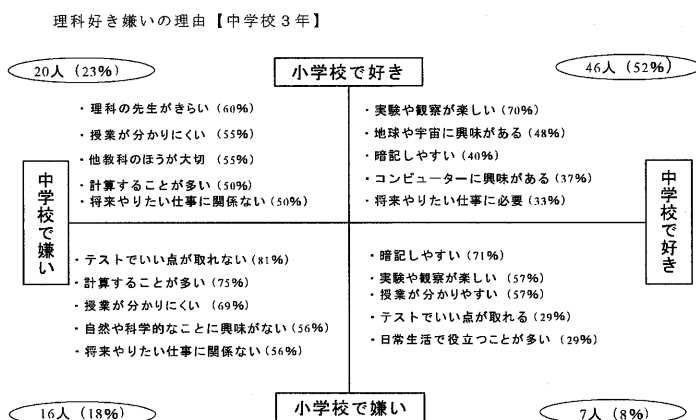 理科好き嫌いの理由【中学校３年】
20人（23%）
小学校で好き
46人（52%）
・理科の先生がきらい（60%）
・授業が分かりにくい（55%）
・他教科のほうが大切（55%）
・計算することが多い（50%）
・将来やりたい仕事に関係ない（50%）
・実験や観察が楽しい（70%）
・地球や宇宙に興味がある（48%）
・暗記しやすい（40%）
・コンピューターに興味がある（37%）
・将来やりたい仕事に必要（33%）
中学校で嫌い
中学校で好き
・テストでいい点が取れない（81%）
・計算することが多い（75%）
・授業が分かりにくい（69%）
・自然や科学的なことに興味がない（56%）
・将来やりたい仕事に関係ない（56%）
・暗記しやすい（71%）
・実験や観察が楽しい（57%）
・授業が分かりやすい（57%）
・テストでいい点が取れる（29%）
・日常生活で役立つことが多い（29%）
16人（18%）
小学校で嫌い
7人（8%）